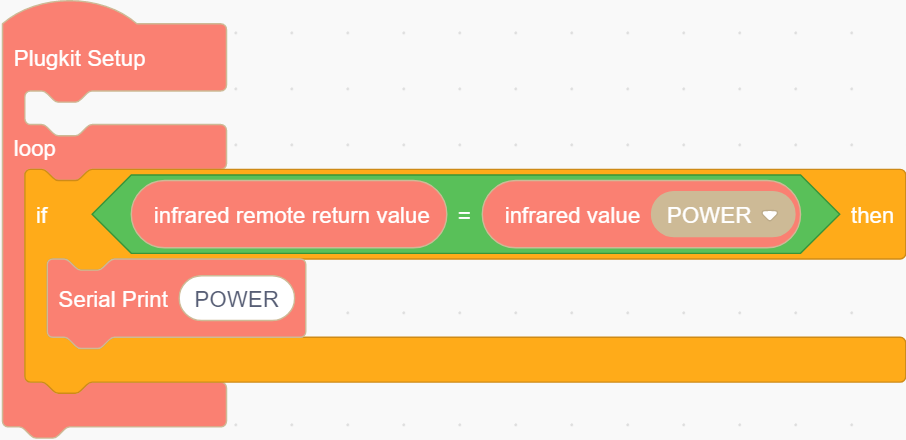 Plugkit Setup
loop
if infrared remote return value = infrared value POWER then
Serial Print POWER